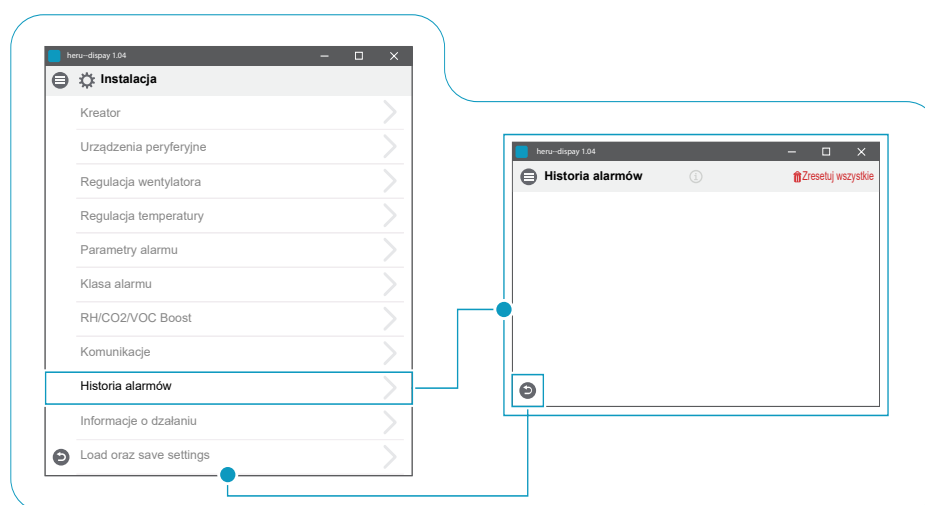 heru--dispay 1.04
Instalacja
Kreator
Urządzenia peryferyjne
Regulacja wentylatora
Regulacja temperatury
Parametry alarmu
Klasa alarmu
RH/CO2/VOC Boost
Komunikacje
Historia alarmów
Informacje o dzałaniu
Load oraz save settings
heru--dispay 1.04
Historia alarmów
Zresetuj wszystkie